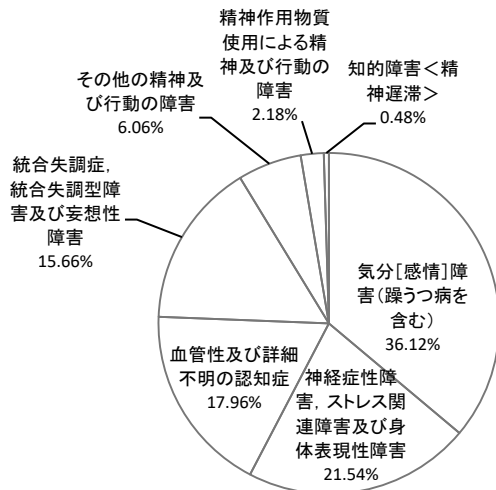 精神作用物質
使用による精
神及び行動の
障害
2.18%
知的障害＜精
神遅滞＞
0.48%
その他の精神及
び行動の障害
6.06%
統合失調症，
統合失調型障
害及び妄想性
障害
15.66%
気分［感情］障
害（躁うつ病を
含む）
36.12%
血管性及び詳細
不明の認知症
17.96%
神経症性障
害，ストレス関
連障害及び身
体表現性障害
21.54%